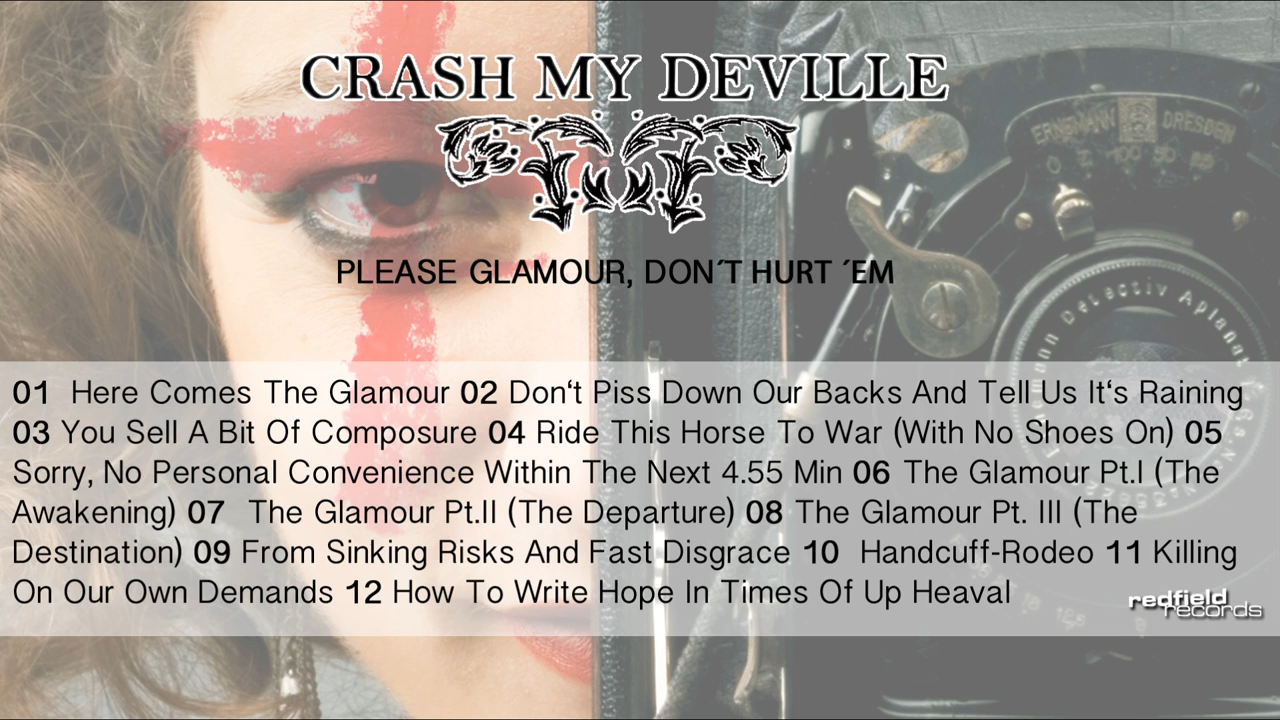 CRASH MY DEVILLE
PLEASE GLAMOUR, DON´T HURT ´EM
ERNEMANN DRESDEN
Detectiv Aplanat
01 Here Comes The Glamour 02 Don‘t Piss Down Our Backs And Tell Us It‘s Raining
03 You Sell A Bit Of Composure 04 Ride This Horse To War (With No Shoes On) 05
Sorry, No Personal Convenience Within The Next 4.55 Min 06 The Glamour Pt.I (The
Awakening) 07 The Glamour Pt.II (The Departure) 08 The Glamour Pt. III (The
Destination) 09 From Sinking Risks And Fast Disgrace 10 Handcuff-Rodeo 11 Killing
On Our Own Demands 12 How To Write Hope In Times Of Up Heaval
redfield
records